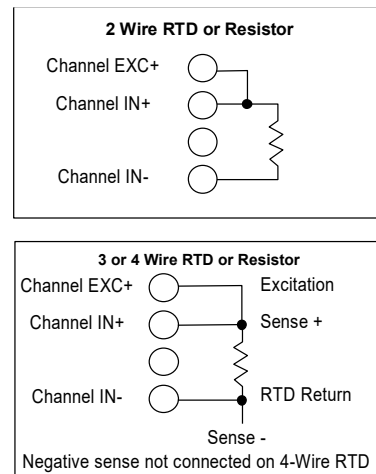 2 Wire RTD or Resistor
Channel EXC+
Channel IN+
Channel IN-
3 or 4 Wire RTD or Resistor
Channel EXC+ Excitation
Channel IN+ Sense +
Channel IN- RTD Return
Sense -
Negative sense not connected on 4-Wire RTD